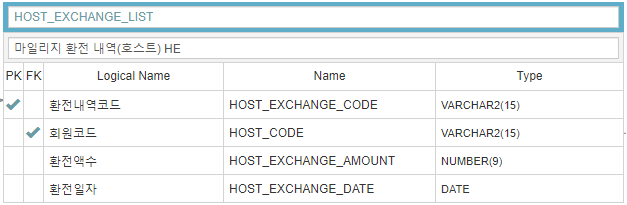 HOST_EXCHANGE_LIST
마일리지 환전 내역(호스트) HE
PK FK Logical Name Name Type
환전내역코드 HOST_EXCHANGE_CODE VARCHAR2(15)
회원코드 HOST_CODE VARCHAR2(15)
환전액수 HOST_EXCHANGE_AMOUNT NUMBER(9)
환전일자 HOST_EXCHANGE_DATE DATE